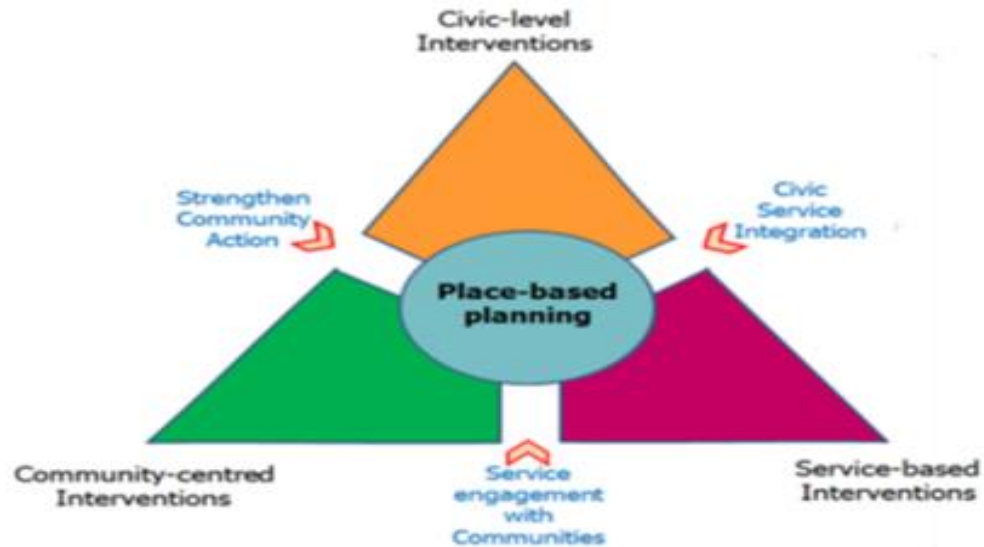 Civic-level
Interventions
Strengthen
Community
Action
Civic
Service
Integration
Place-based
planning
Community-centred
Interventions
Service
engagement
with
Communities
Service-based
Interventions